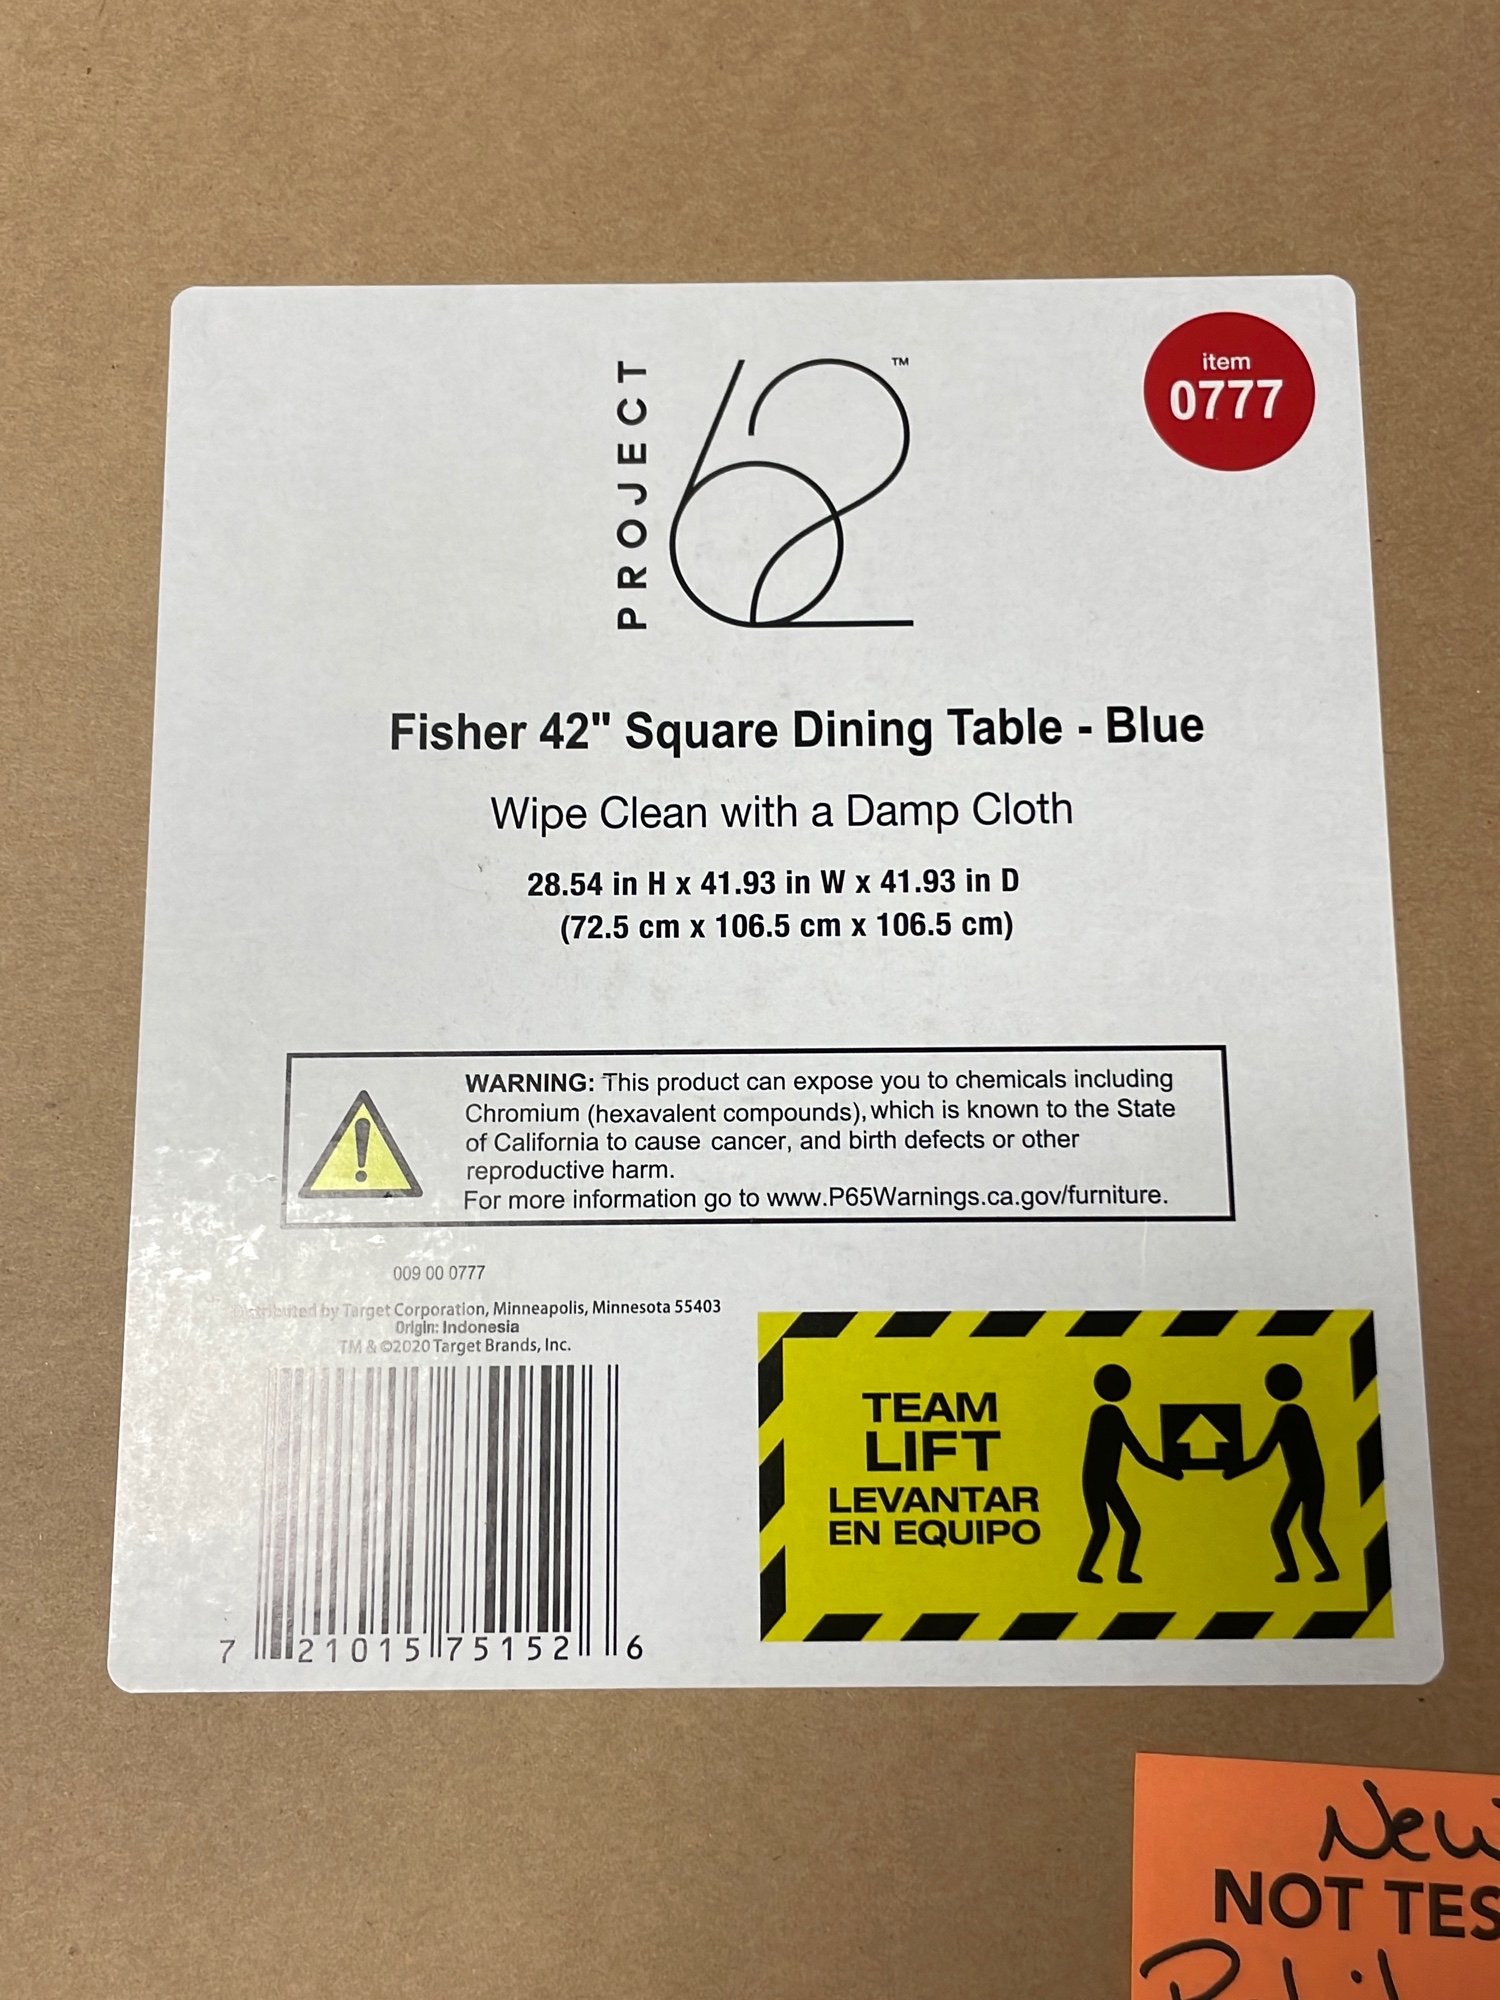 PROJECT
62™
item
0777
Fisher 42" Square Dining Table - Blue
Wipe Clean with a Damp Cloth
28.54 in H x 41.93 in W x 41.93 in D
(72.5 cm x 106.5 cm x 106.5 cm)
WARNING: This product can expose you to chemicals including
Chromium (hexavalent compounds), which is known to the State
of California to cause cancer, and birth defects or other
reproductive harm.
For more information go to www.P65Warnings.ca.gov/furniture.
009 00 0777
Distributed by Target Corporation, Minneapolis, Minnesota 55403
Origin: Indonesia
TM & ©2020 Target Brands, Inc.
7 21015 75152 6
TEAM
LIFT
LEVANTAR
EN EQUIPO
New
NOT TES